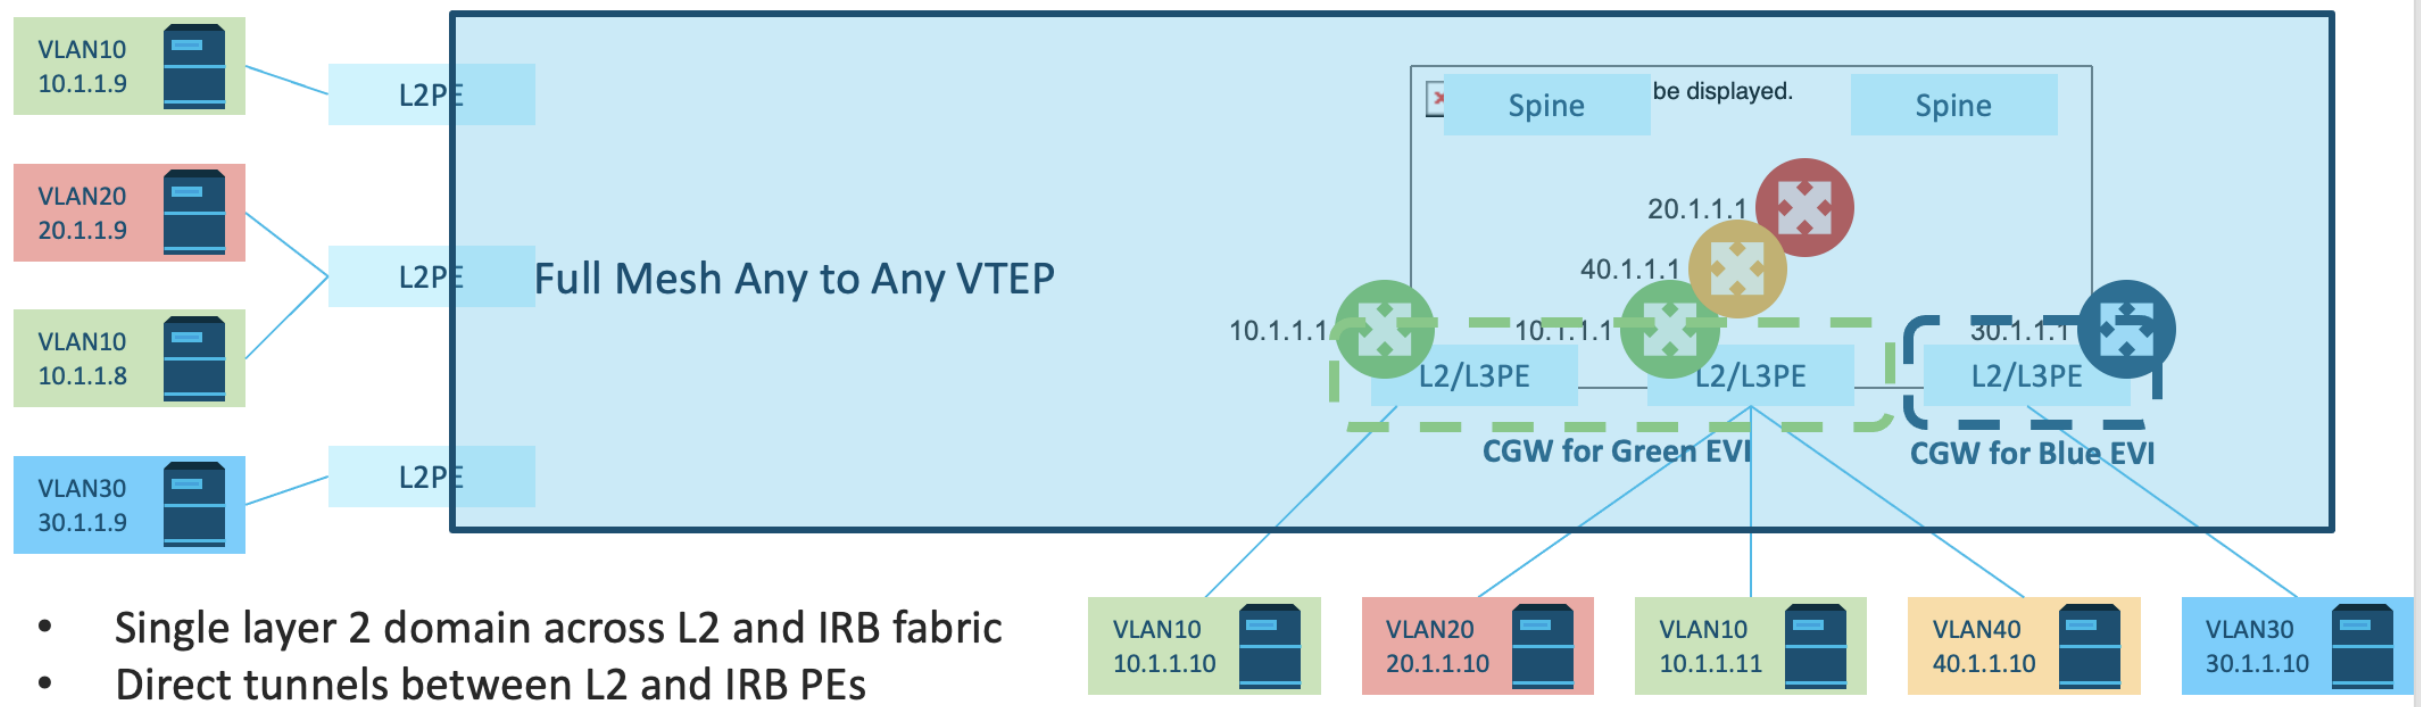 VLAN10
10.1.1.9
L2PE
VLAN20
20.1.1.9
L2PE
VLAN10
10.1.1.8
VLAN30
30.1.1.9
L2PE
Full Mesh Any to Any VTEP
Spine
be displayed.
Spine
20.1.1.1
40.1.1.1
10.1.1.1
10.1.1.1
30.1.1.1
L2/L3PE
L2/L3PE
L2/L3PE
CGW for Green EVI
CGW for Blue EVI
• Single layer 2 domain across L2 and IRB fabric
• Direct tunnels between L2 and IRB PEs
VLAN10
10.1.1.10
VLAN20
20.1.1.10
VLAN10
10.1.1.11
VLAN40
40.1.1.10
VLAN30
30.1.1.10